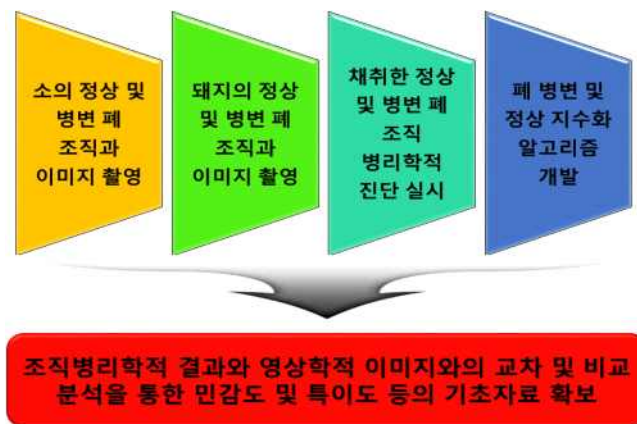 소의 정상 및
병변 폐
조직과
이미지 촬영
돼지의 정상
및 병변 폐
조직과
이미지 촬영
채취한 정상
및 병변 폐
조직
병리학적
진단 실시
폐 병변 및
정상 지수화
알고리즘
개발
조직병리학적 결과와 영상학적 이미지와의 교차 및 비교
분석을 통한 민감도 및 특이도 등의 기초자료 확보